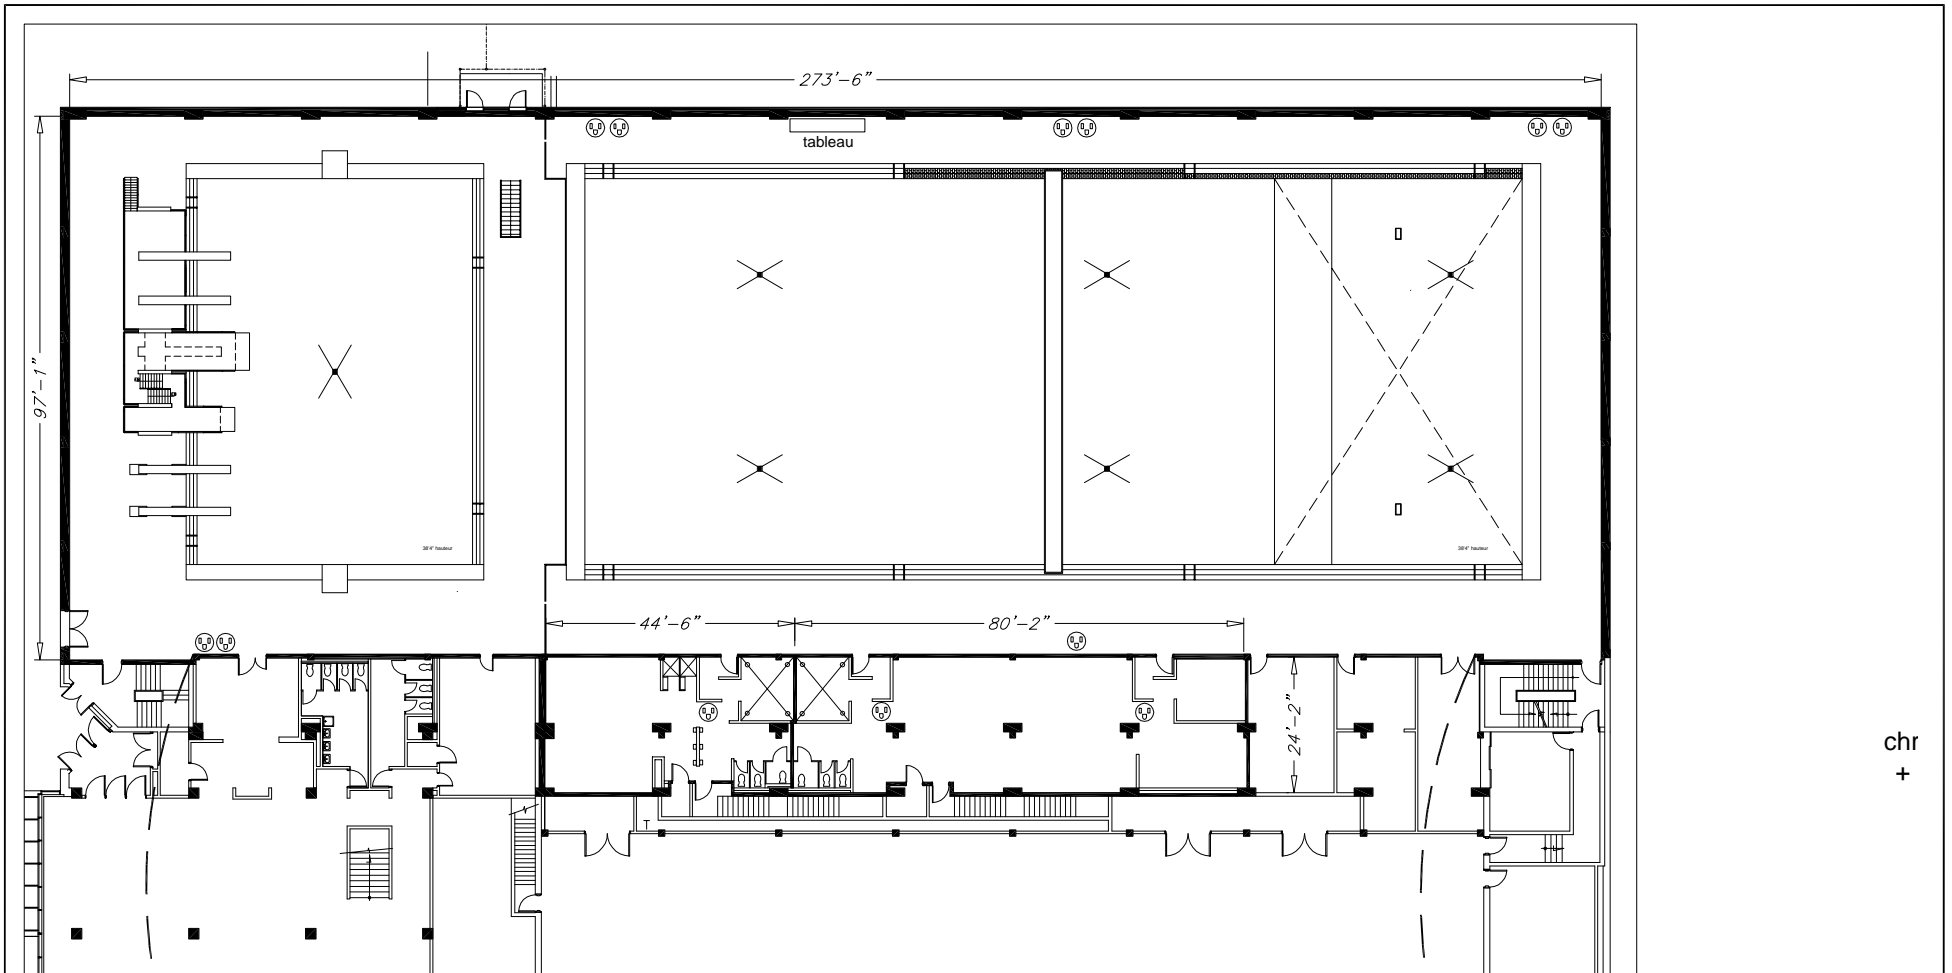 273'-6"
tableau
97'-1"
38'4" hauteur
38'4" hauteur
44'-6"
80'-2"
24'-2"
chr
+
T